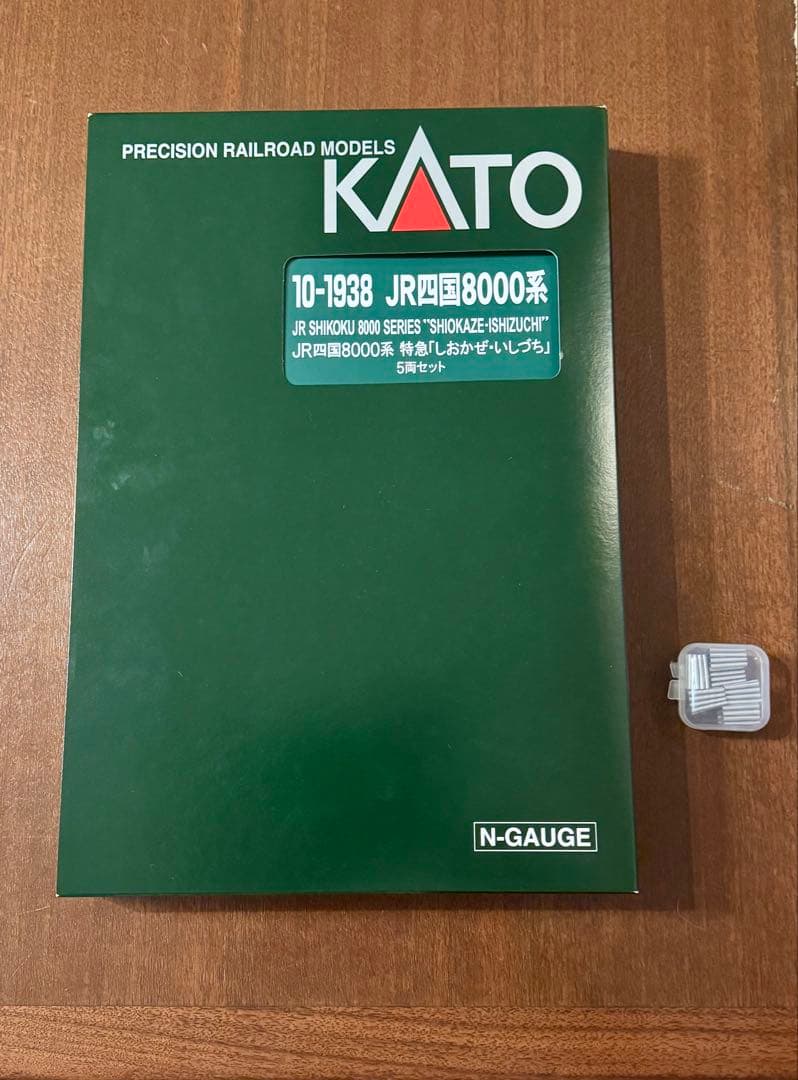 PRECISION RAILROAD MODELS
KATO
10-1938 JR四国8000系
JR SHIKOKU 8000 SERIES "SHIOKAZE･ISHIZUCHI"
JR四国8000系 特急｢しおかぜ･いしづち｣
5両セット
N-GAUGE